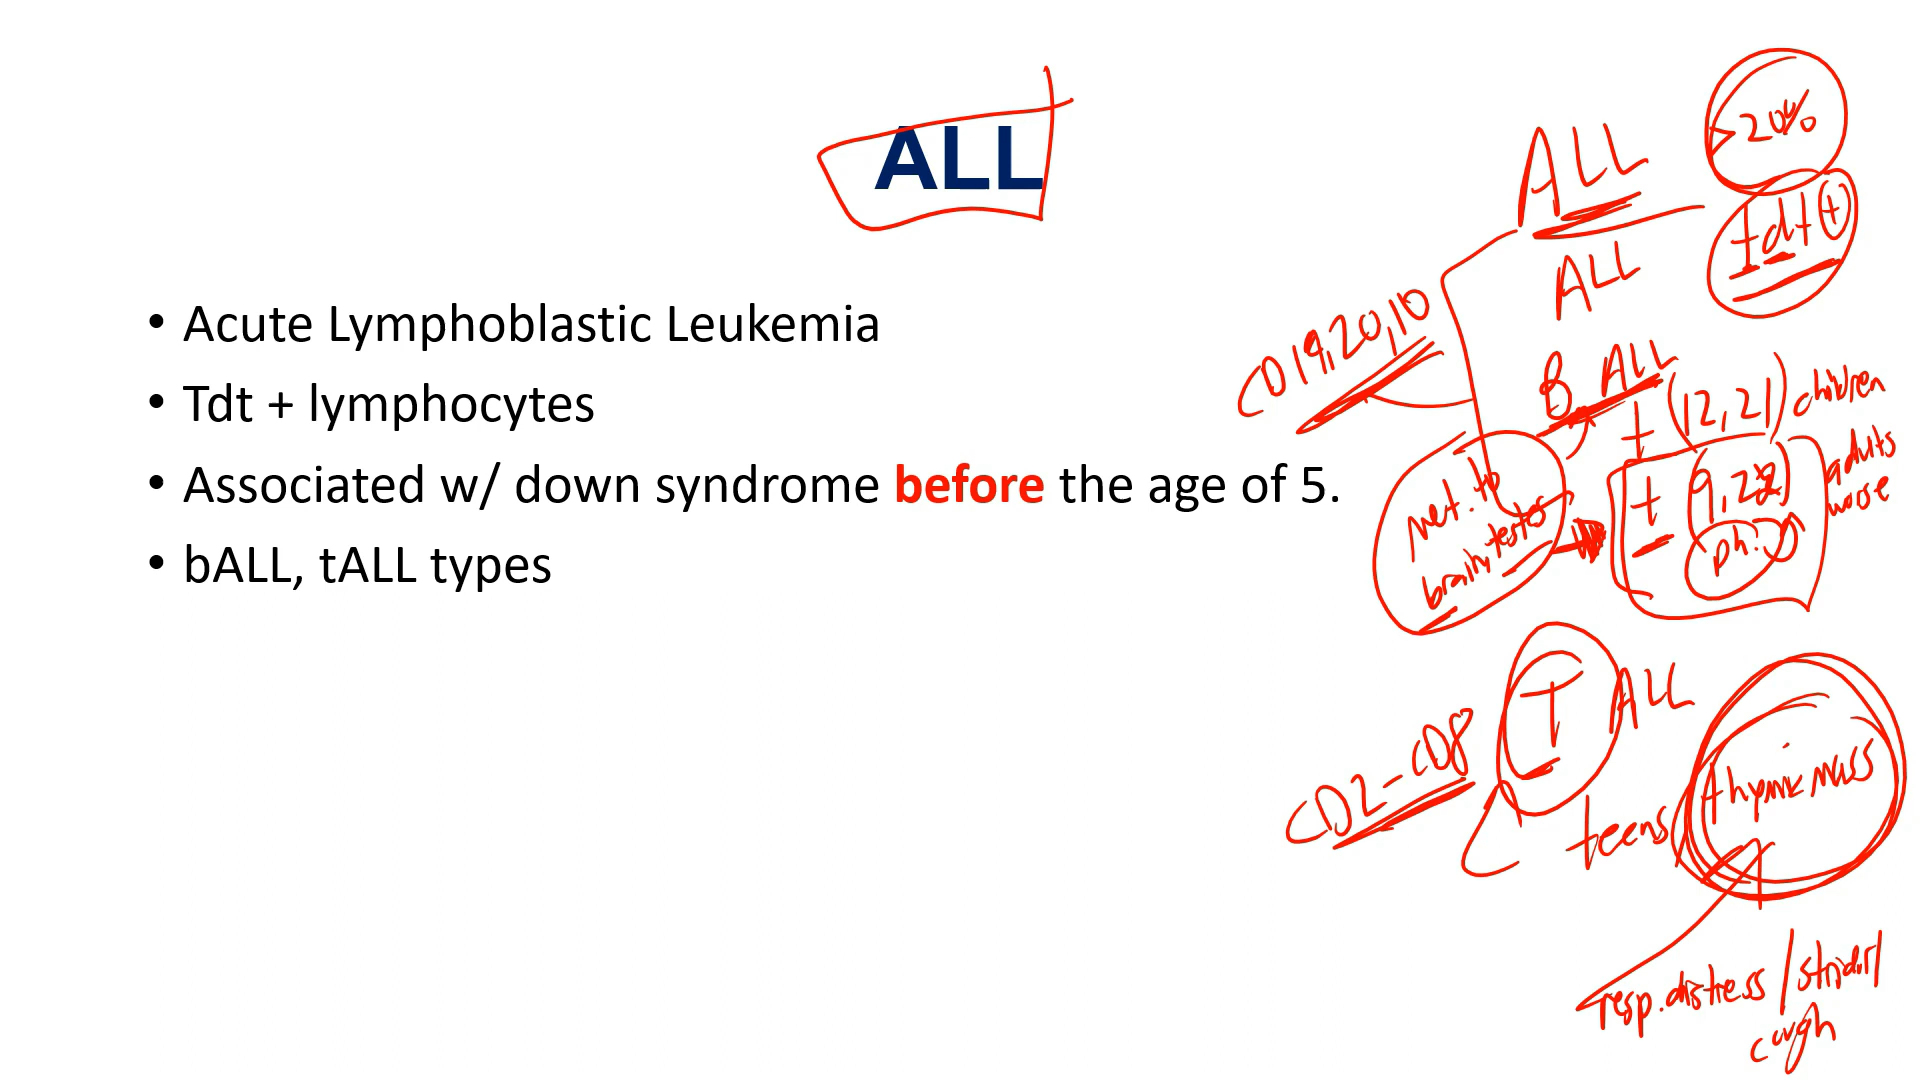 ALL
• Acute Lymphoblastic Leukemia
• Tdt + lymphocytes
• Associated w/ down syndrome before the age of 5.
• bALL, tALL types
ALL
>20%
tdt +
ALL
CD19,20,10
B ALL
t (12,21) children
t (9,22) adults worse
ph?
met. to
brain, testes
T ALL
CD2-CD8
teens
thymic mass
resp. distress / stridor /
cough